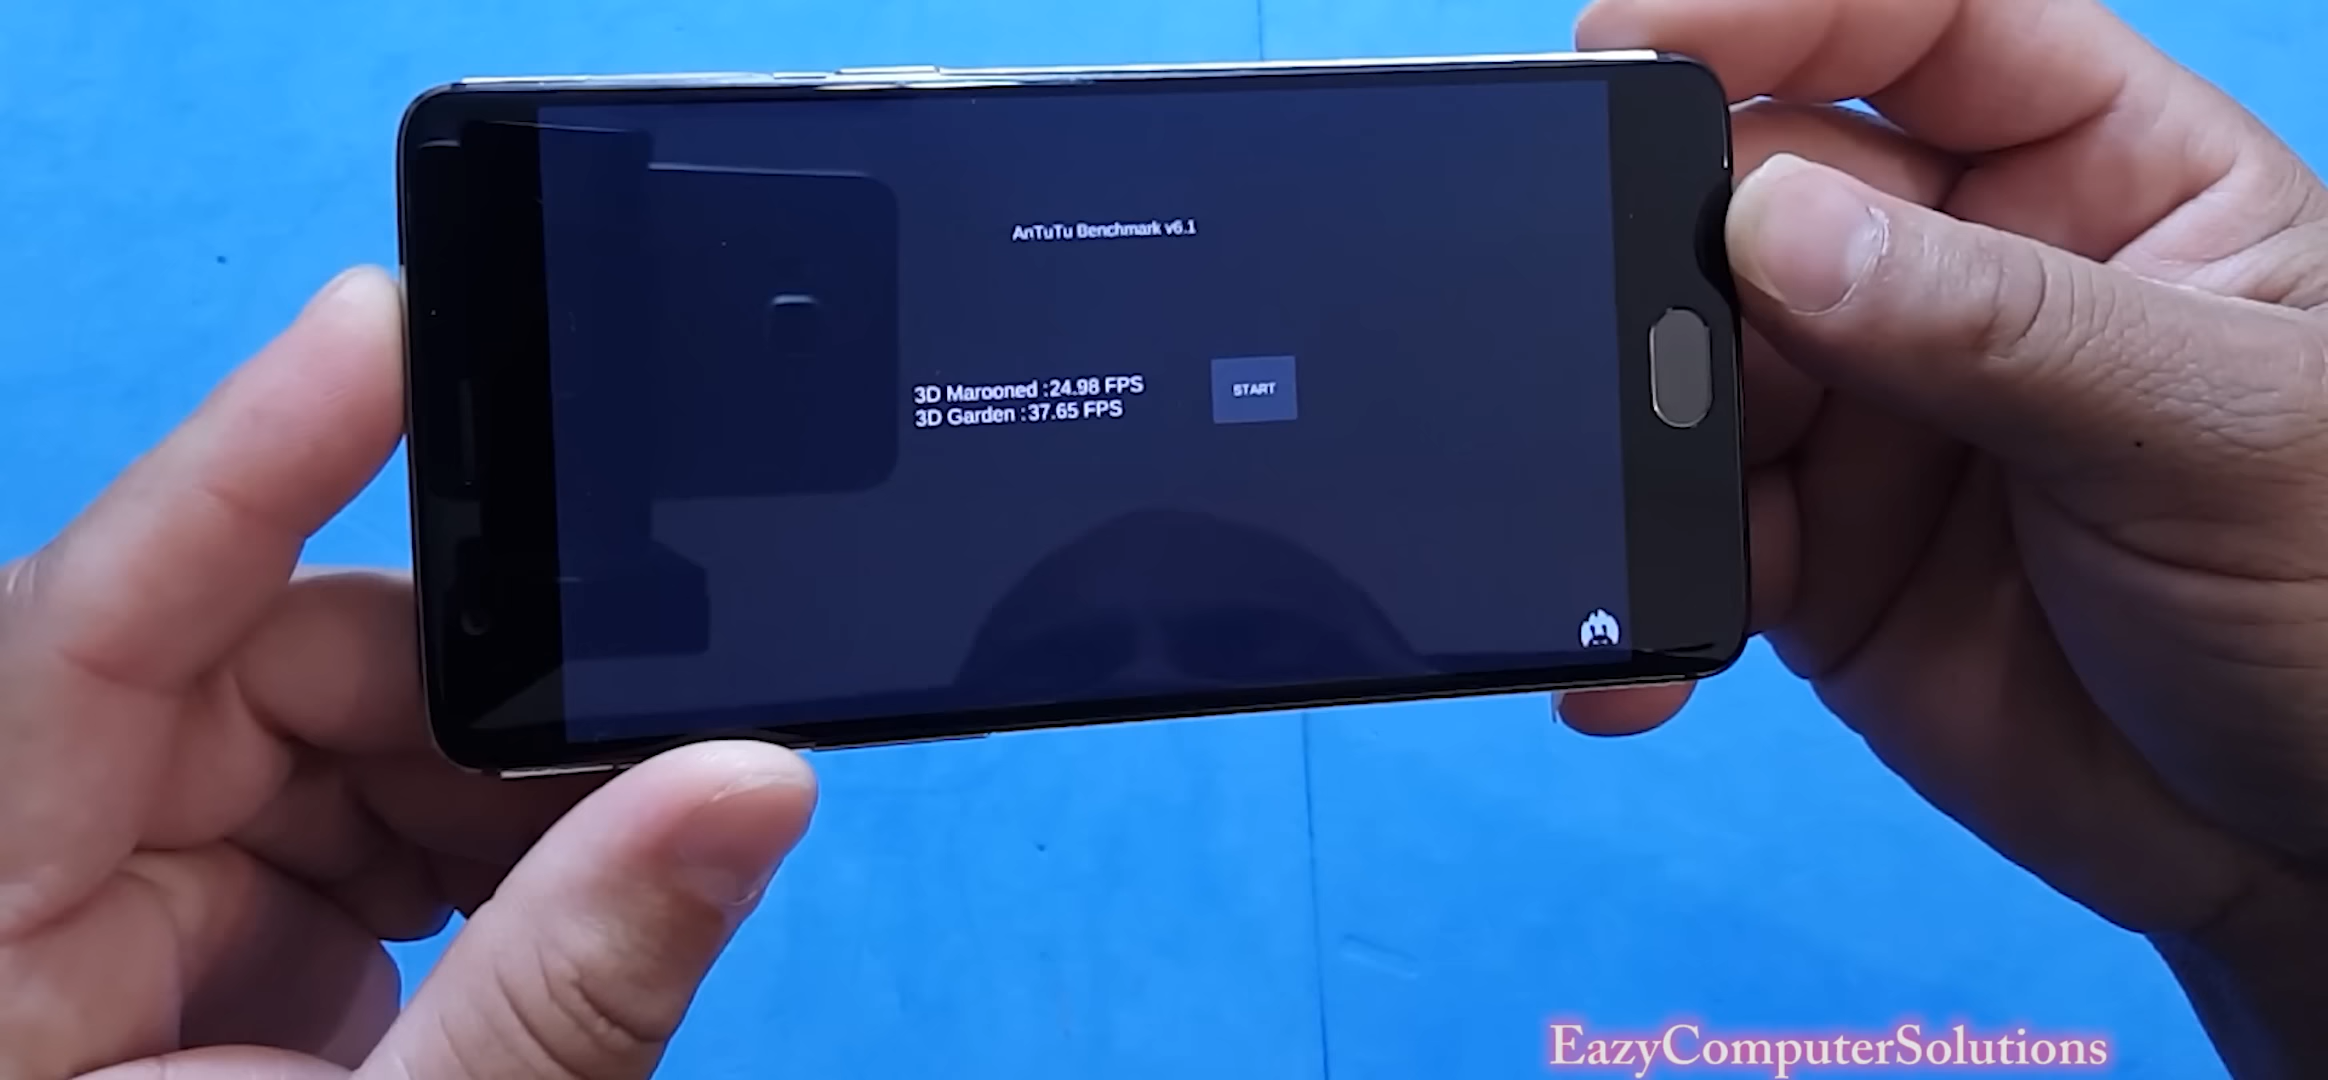 AnTuTu Benchmark v6.1
3D Marooned :24.98 FPS
3D Garden :37.65 FPS
START
EazyComputerSolutions